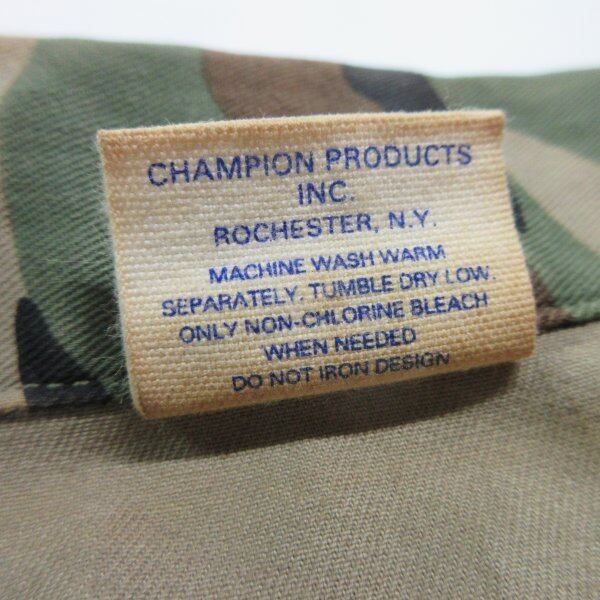 CHAMPION PRODUCTS
INC.
ROCHESTER, N.Y.
MACHINE WASH WARM
SEPARATELY. TUMBLE DRY LOW.
ONLY NON-CHLORINE BLEACH
WHEN NEEDED
DO NOT IRON DESIGN